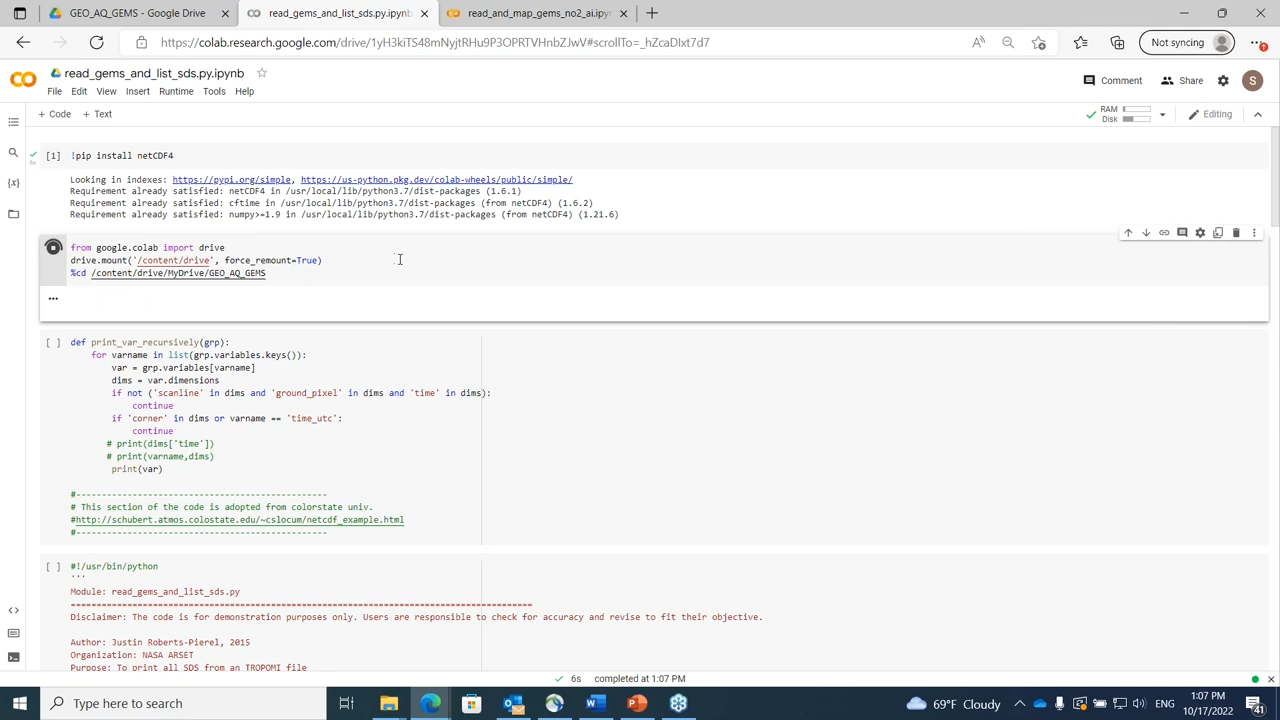 GEO_AQ_GEMS - Google Drive
read_gems_and_list_sds.py.ipynb
read_and_map_gems_no2_ai.ipynb
https://colab.research.google.com/drive/1yH3kiTS48mNyjtRHu9P3OPRTVHnbZJwV#scrollTo=_hZcaDlxt7d7
Not syncing
read_gems_and_list_sds.py.ipynb
Comment
Share
S
File Edit View Insert Runtime Tools Help
+ Code + Text
RAM
Disk
Editing
[1] !pip install netCDF4
6s
Looking in indexes: https://pypi.org/simple, https://us-python.pkg.dev/colab-wheels/public/simple/
Requirement already satisfied: netCDF4 in /usr/local/lib/python3.7/dist-packages (1.6.1)
Requirement already satisfied: cftime in /usr/local/lib/python3.7/dist-packages (from netCDF4) (1.6.2)
Requirement already satisfied: numpy>=1.9 in /usr/local/lib/python3.7/dist-packages (from netCDF4) (1.21.6)
from google.colab import drive
drive.mount('/content/drive', force_remount=True)
%cd /content/drive/MyDrive/GEO_AQ_GEMS
...
[ ] def print_var_recursively(grp):
for varname in list(grp.variables.keys()):
var = grp.variables[varname]
dims = var.dimensions
if not ('scanline' in dims and 'ground_pixel' in dims and 'time' in dims):
continue
if 'corner' in dims or varname == 'time_utc':
continue
# print(dims['time'])
# print(varname,dims)
print(var)
#------------------------------------------------
# This section of the code is adopted from colorstate univ.
#http://schubert.atmos.colostate.edu/~cslocum/netcdf_example.html
#------------------------------------------------
[ ] #!/usr/bin/python
'''
Module: read_gems_and_list_sds.py
==========================================================================================
Disclaimer: The code is for demonstration purposes only. Users are responsible to check for accuracy and revise to fit their objective.
Author: Justin Roberts-Pierel, 2015
Organization: NASA ARSET
Purpose: To print all SDS from an TROPOMI file
6s completed at 1:07 PM
Type here to search
69°F Cloudy
ENG
1:07 PM
10/17/2022
41